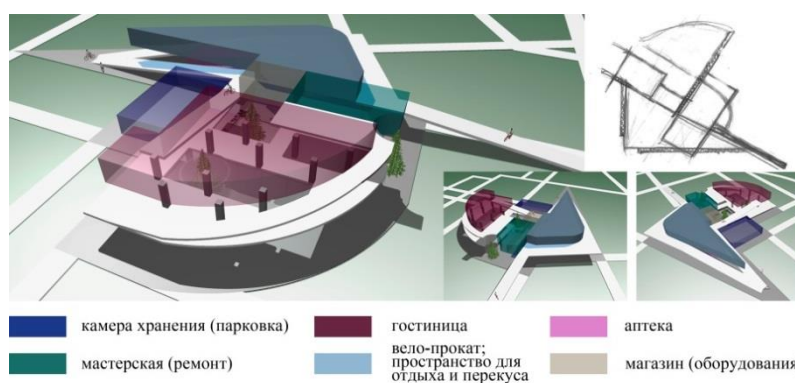 камера хранения (парковка)
гостиница
аптека
мастерская (ремонт)
вело-прокат;
пространство для
отдыха и перекуса
магазин (оборудования